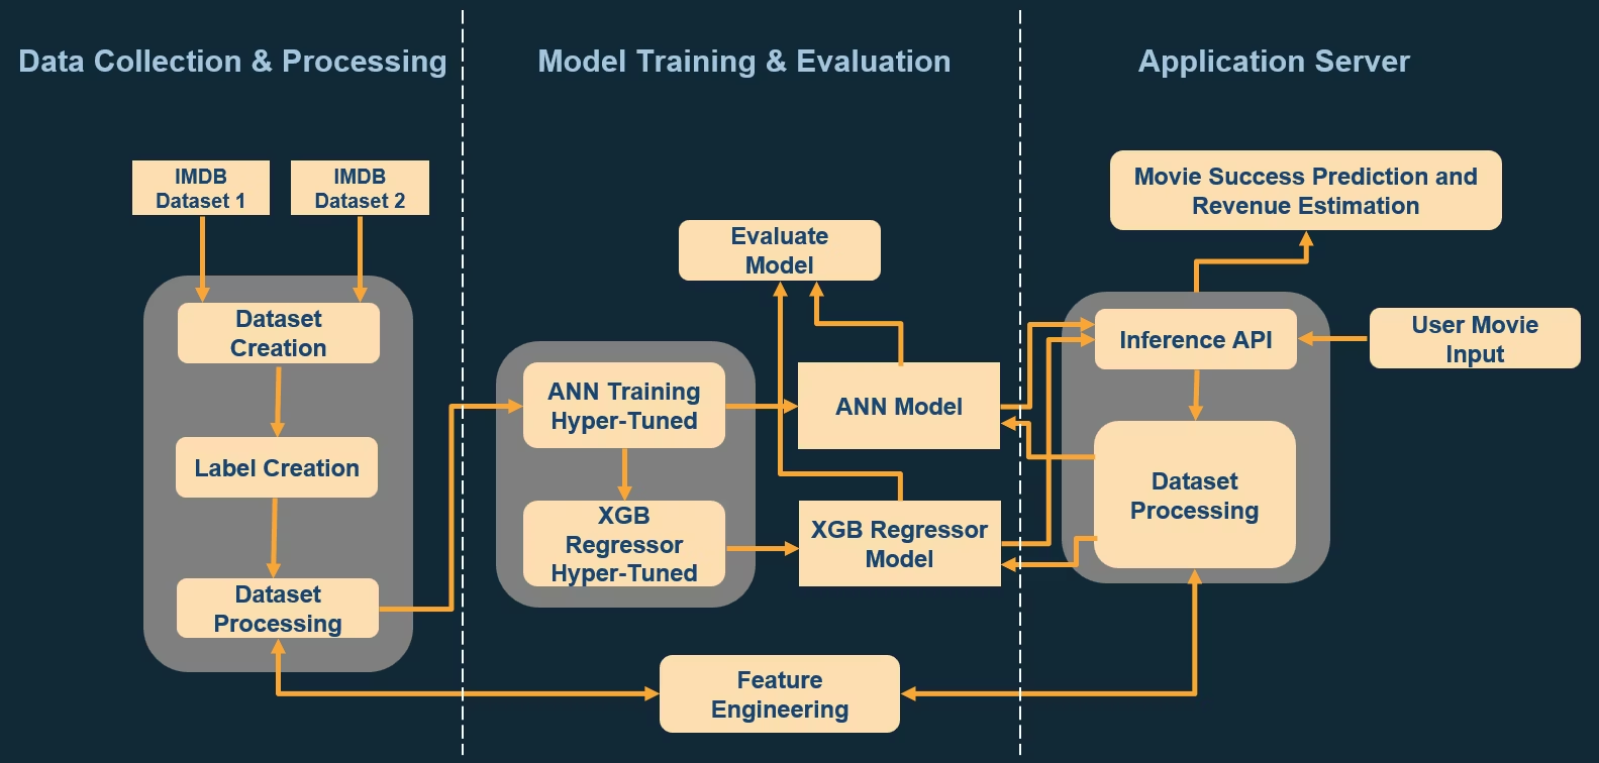 Data Collection & Processing
Model Training & Evaluation
Application Server
IMDB
Dataset 1
IMDB
Dataset 2
Dataset
Creation
Label Creation
Dataset
Processing
Evaluate
Model
ANN Training
Hyper-Tuned
XGB
Regressor
Hyper-Tuned
ANN Model
XGB Regressor
Model
Feature
Engineering
Movie Success Prediction and
Revenue Estimation
Inference API
User Movie
Input
Dataset
Processing